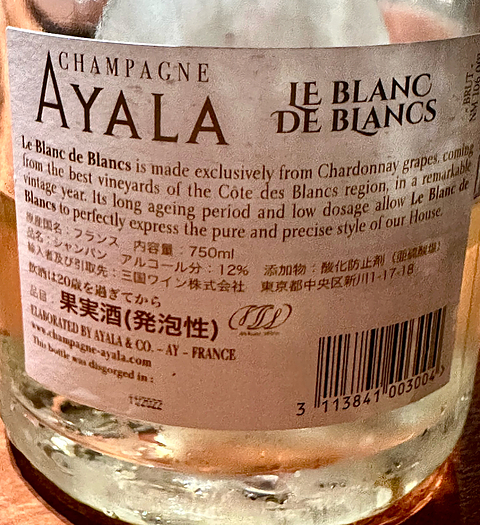 CHAMPAGNE
AYALA
LE BLANC
DE BLANCS
BRUT -
Le Blanc de Blancs is made exclusively from Chardonnay grapes, coming
from the best vineyards of the Côte des Blancs region, in a remarkable
vintage year. Its long ageing period and low dosage allow Le Blanc de
Blancs to perfectly express the pure and precise style of our House.
原産国名：フランス 内容量：750ml
品名：シャンパン アルコール分：12% 添加物：酸化防止剤（亜硫酸塩）
輸入者及び引取先：三国ワイン株式会社 東京都中央区新川1-17-18
飲酒は20歳を過ぎてから
品目：果実酒(発泡性)
ELABORATED BY AYALA & CO. – AY – FRANCE
www.champagne-ayala.com
This bottle was disgorged in :
2022
3 113841 003004